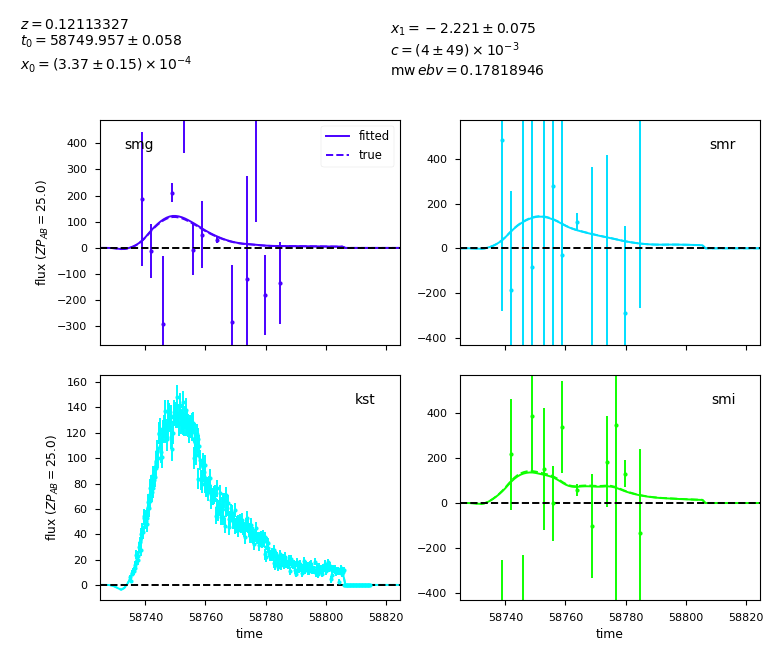 z = 0.12113327
t₀ = 58749.957 ± 0.058
x₀ = (3.37 ± 0.15) × 10⁻⁴
x₁ = −2.221 ± 0.075
c = (4 ± 49) × 10⁻³
mw ebv = 0.17818946
smg
fitted
true
400
300
200
100
0
−100
−200
−300
flux (ZP_AB = 25.0)
smr
400
200
0
−200
−400
kst
160
140
120
100
80
60
40
20
0
flux (ZP_AB = 25.0)
58740 58760 58780 58800 58820
time
smi
400
200
0
−200
−400
58740 58760 58780 58800 58820
time